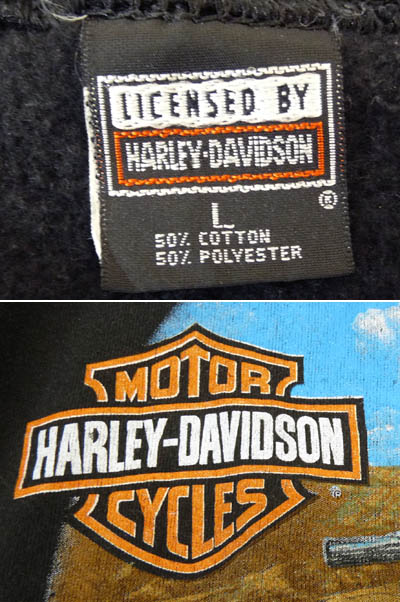 LICENSED BY
HARLEY-DAVIDSON
®
L
50% COTTON
50% POLYESTER
MOTOR
HARLEY-DAVIDSON
CYCLES
®